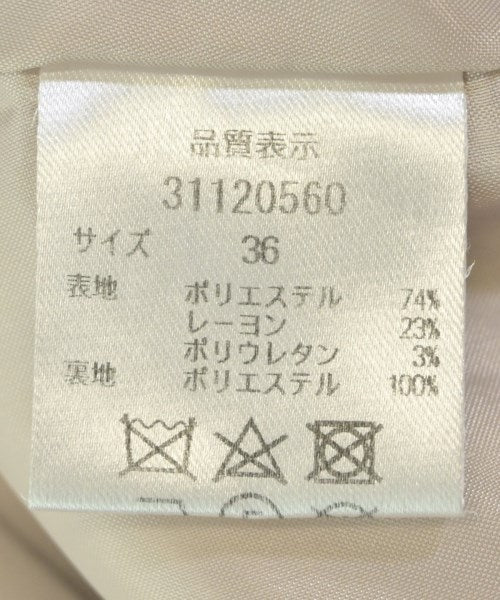 品質表示
31120560
サイズ 36
表地 ポリエステル 74%
レーヨン 23%
ポリウレタン 3%
裏地 ポリエステル 100%